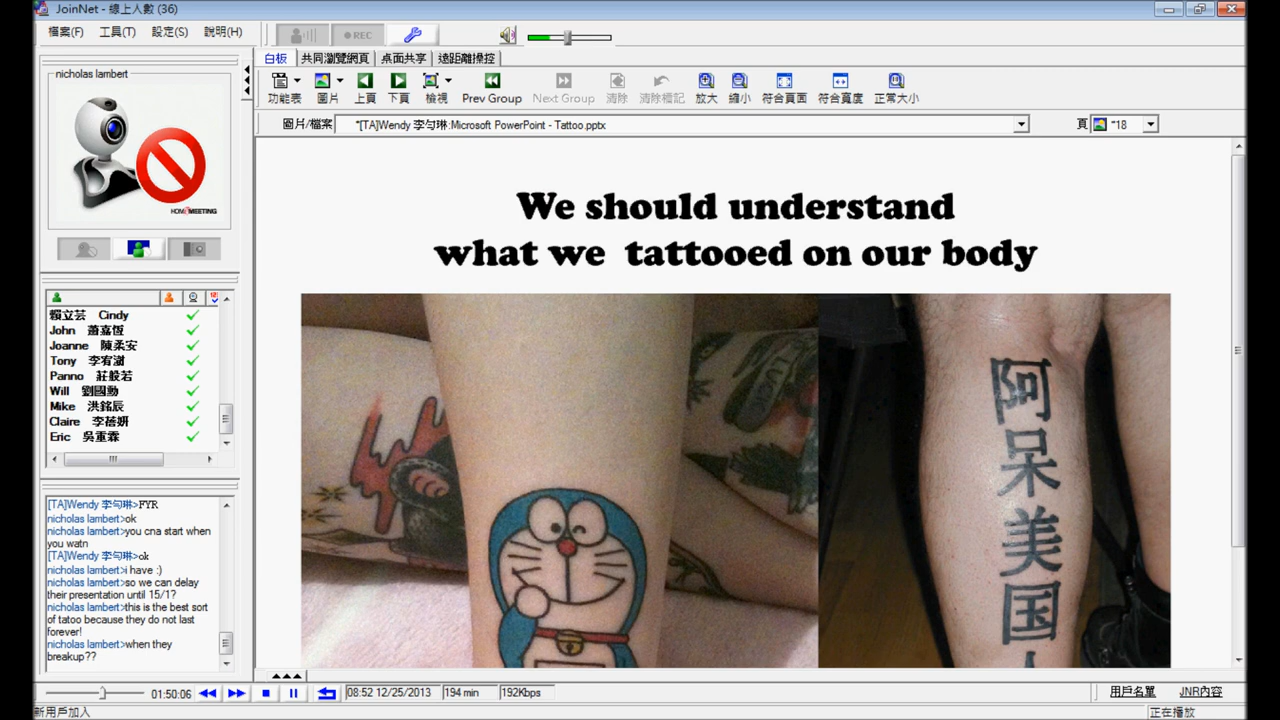 JoinNet - 線上人數 (36)
檔案(F) 工具(T) 設定(S) 說明(H)
REC
nicholas lambert
HOMEMEETING
白板 共同瀏覽網頁 桌面共享 遠距離操控
功能表 圖片 上頁 下頁 檢視 Prev Group Next Group 清除 清除標記 放大 縮小 符合頁面 符合寬度 正常大小
圖片/檔案 *[TA]Wendy 李勻琳:Microsoft PowerPoint - Tattoo.pptx 頁 *18
賴立芸 Cindy
John 蕭嘉恆
Joanne 陳柔安
Tony 李宥澍
Panno 莊般若
Will 劉國勳
Mike 洪銘辰
Claire 李蓓妍
Eric 吳重霖
[TA]Wendy 李勻琳>FYR
nicholas lambert>ok
nicholas lambert>you cna start when
you watn
[TA]Wendy 李勻琳>ok
nicholas lambert>i have :)
nicholas lambert>so we can delay
their presentation until 15/1?
nicholas lambert>this is the best sort
of tatoo because they do not last
forever!
nicholas lambert>when they
breakup??
We should understand
what we tattooed on our body
阿
呆
美
国
01:50:06 08:52 12/25/2013 194 min 192Kbps 用戶名單 JNR內容
新用戶加入 正在播放